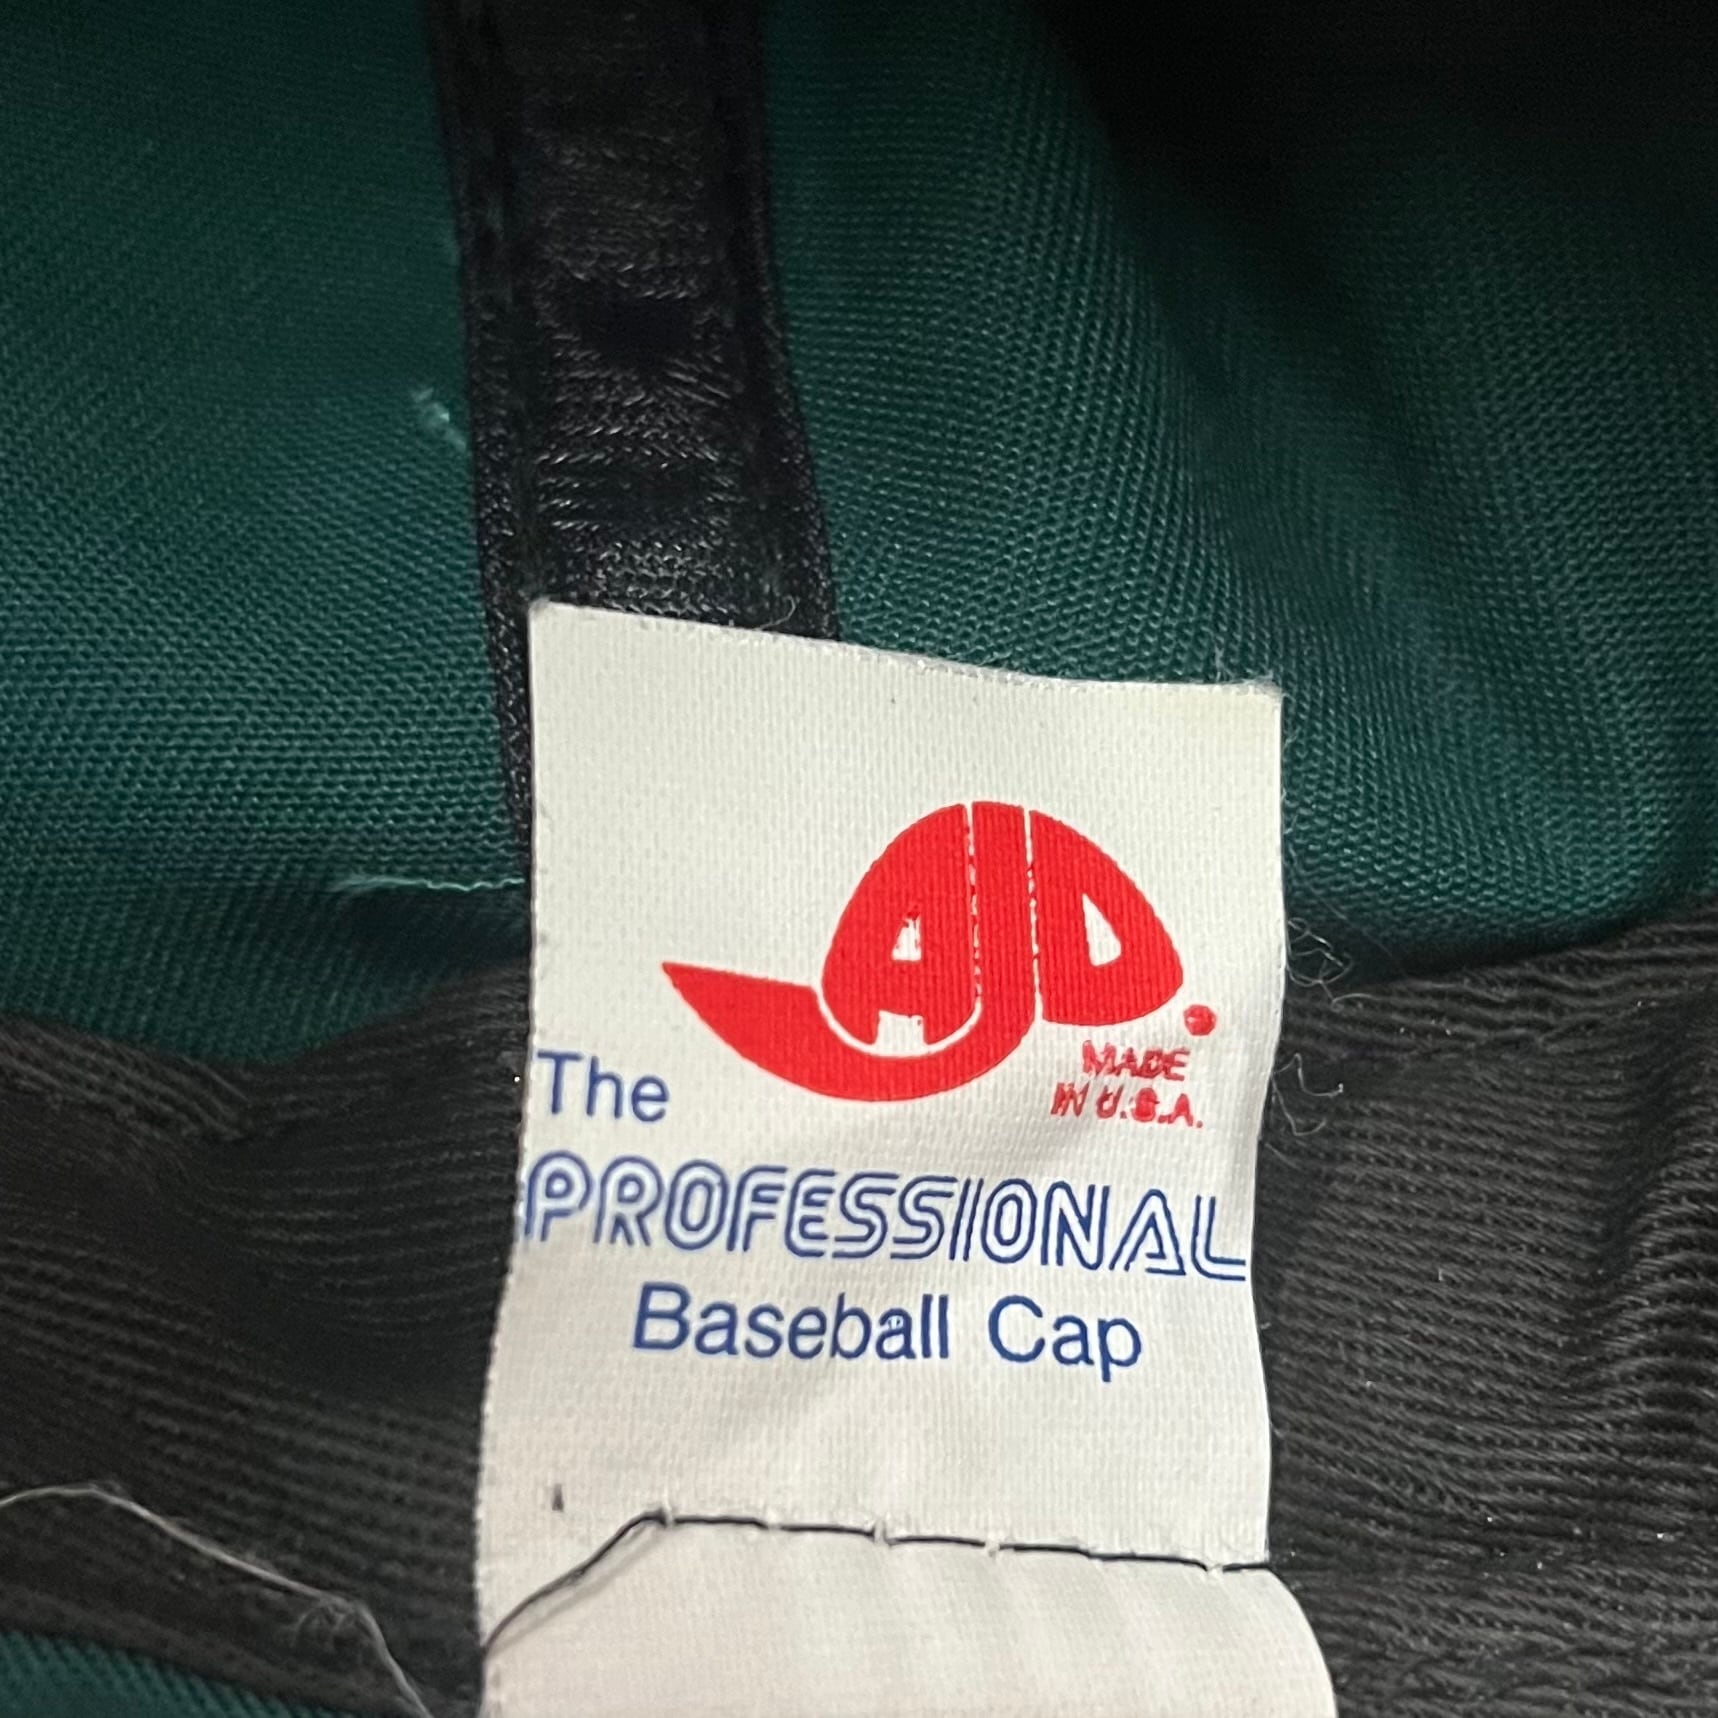 AJD
MADE
IN U.S.A.
The
PROFESSIONAL
Baseball Cap